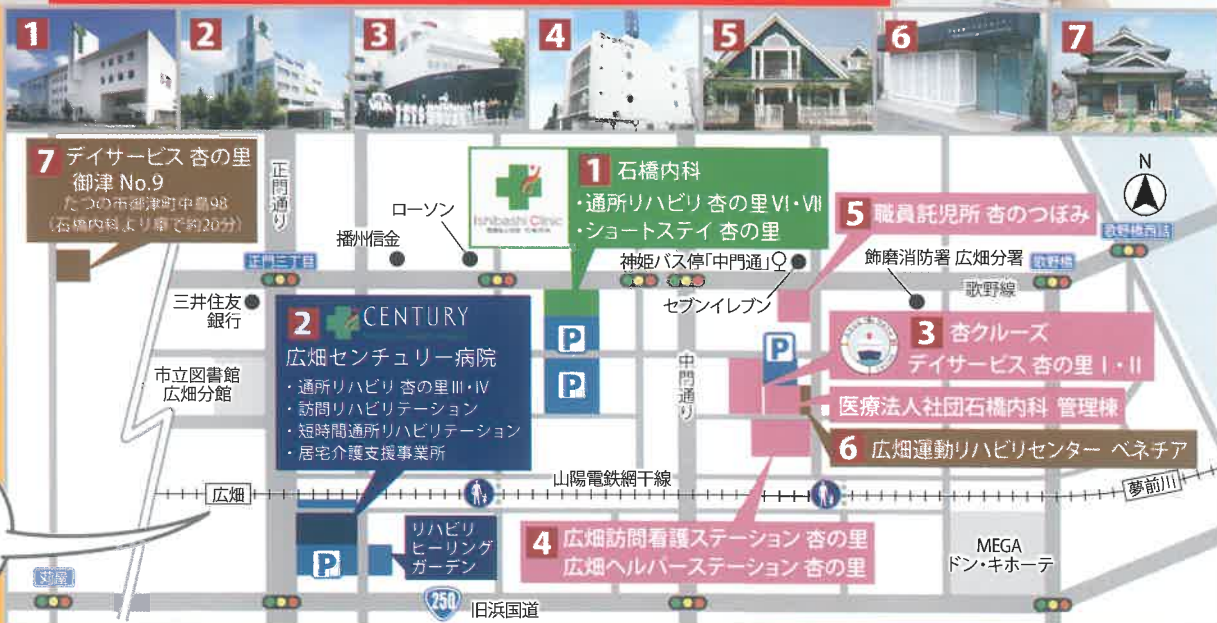 1
2
3
4
5
6
7
7 デイサービス 杏の里
御津 No.9
たつの市御津町中島98
(石橋内科より車で約20分)
正門通り
ローソン
播州信金
正門三丁目
三井住友
銀行
市立図書館
広畑分館
Ishibashi Clinic
1 石橋内科
・通所リハビリ 杏の里Ⅵ・Ⅶ
・ショートステイ 杏の里
神姫バス停「中門通」
セブンイレブン
5 職員託児所 杏のつぼみ
N
歌野橋西詰
飾磨消防署 広畑分署
歌野橋
歌野線
2 CENTURY
広畑センチュリー病院
・通所リハビリ 杏の里Ⅲ・Ⅳ
・訪問リハビリテーション
・短時間通所リハビリテーション
・居宅介護支援事業所
P
P
中門通り
P
3 杏クルーズ
デイサービス 杏の里Ⅰ・Ⅱ
医療法人社団石橋内科 管理棟
6 広畑運動リハビリセンター ベネチア
広畑
山陽電鉄網干線
夢前川
P
リハビリ
ヒーリング
ガーデン
4 広畑訪問看護ステーション 杏の里
広畑ヘルパーステーション 杏の里
MEGA
ドン・キホーテ
250
旧浜国道